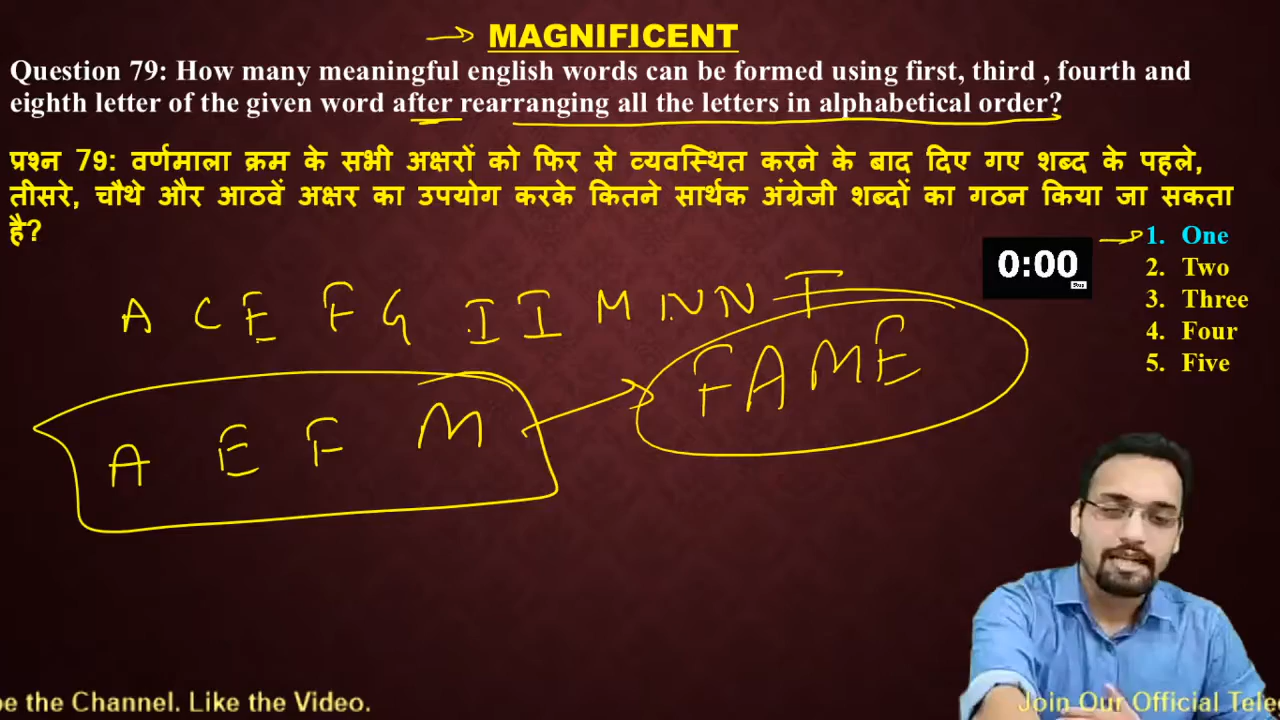 MAGNIFICENT
Question 79: How many meaningful english words can be formed using first, third , fourth and
eighth letter of the given word after rearranging all the letters in alphabetical order?
प्रश्न 79: वर्णमाला क्रम के सभी अक्षरों को फिर से व्यवस्थित करने के बाद दिए गए शब्द के पहले,
तीसरे, चौथे और आठवें अक्षर का उपयोग करके कितने सार्थक अंग्रेजी शब्दों का गठन किया जा सकता
है?
0:00
Stop
1. One
2. Two
3. Three
4. Four
5. Five
A C E F G I I M N N T
A E F M
FAME
be the Channel. Like the Video.
Join Our Official Tele